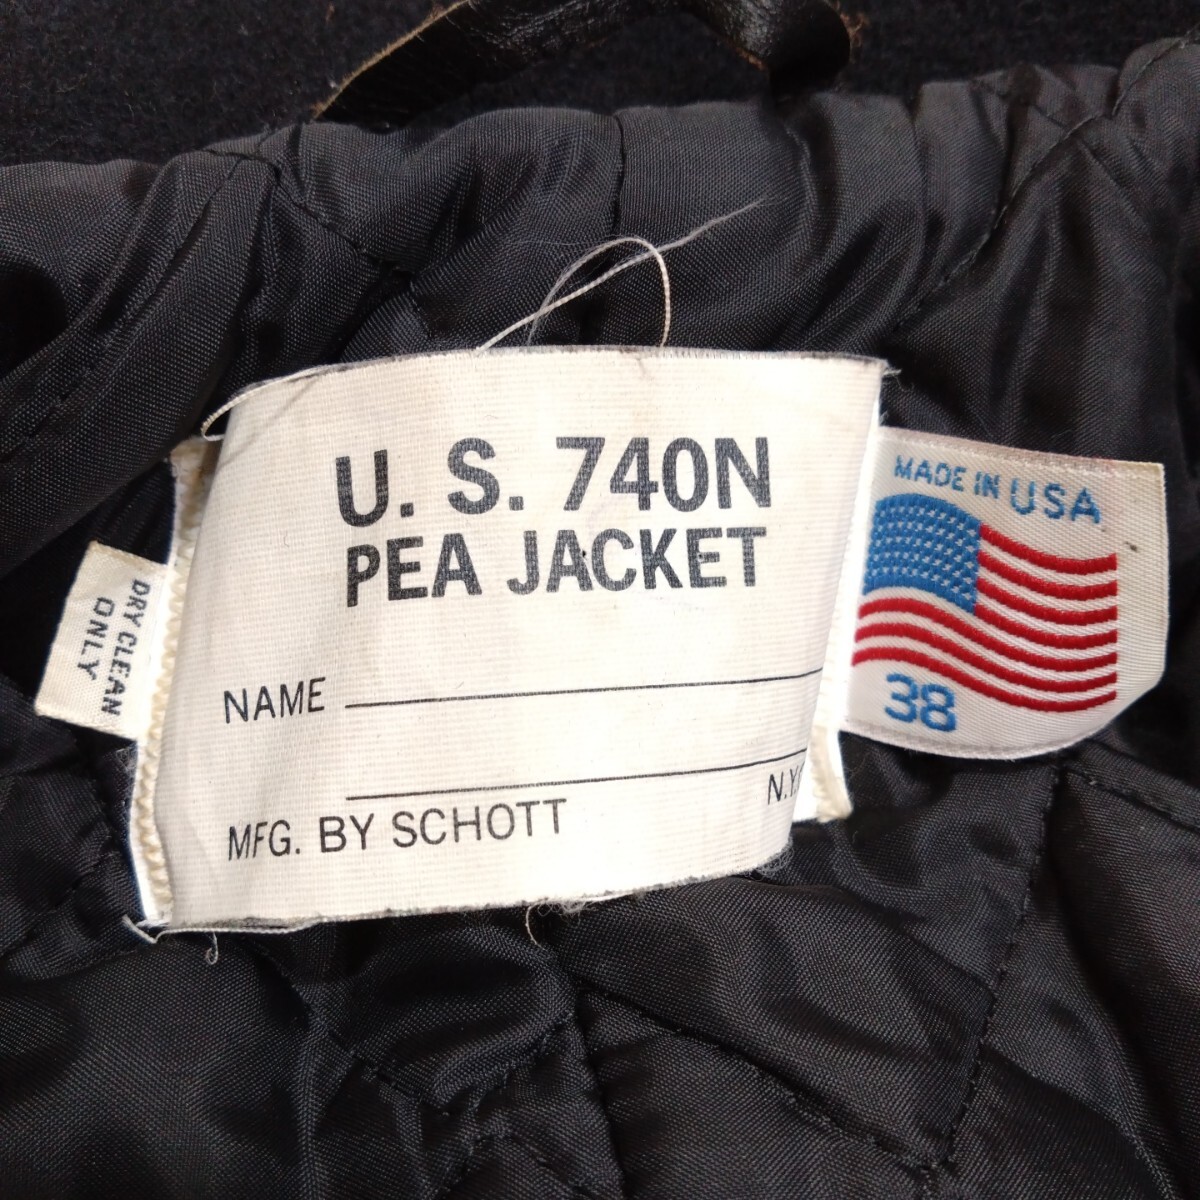 U. S. 740N
PEA JACKET
NAME
MFG. BY SCHOTT
DRY CLEAN
ONLY
MADE IN USA
38